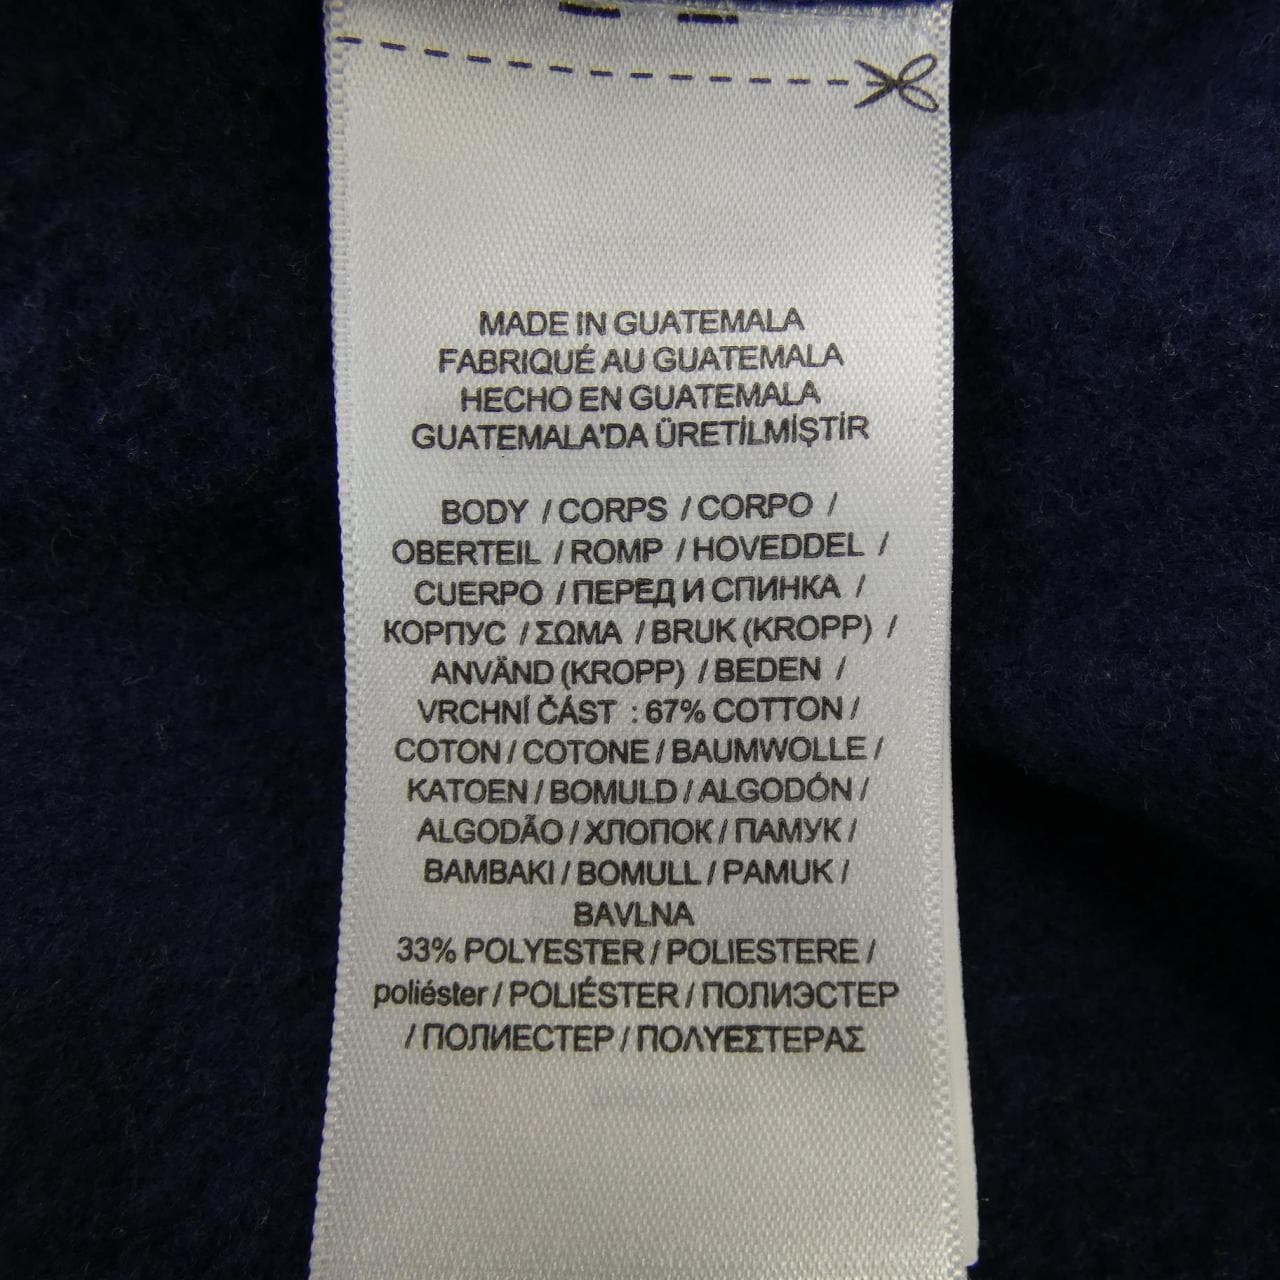 MADE IN GUATEMALA
FABRIQUÉ AU GUATEMALA
HECHO EN GUATEMALA
GUATEMALA'DA ÜRETİLMİŞTİR
BODY / CORPS / CORPO /
OBERTEIL / ROMP / HOVEDDEL /
CUERPO / ПЕРЕД И СПИНКА /
КОРПУС / ΣΩΜΑ / BRUK (KROPP) /
ANVÄND (KROPP) / BEDEN /
VRCHNÍ ČÁST : 67% COTTON /
COTON / COTONE / BAUMWOLLE /
KATOEN / BOMULD / ALGODÓN /
ALGODÃO / ХЛОПОК / ПАМУК /
BAMBAKI / BOMULL / PAMUK /
BAVLNA
33% POLYESTER / POLIESTERE /
poliéster / POLIÉSTER / ПОЛИЭСТЕР
/ ПОЛИЕСТЕР / ΠΟΛΥΕΣΤΕΡΑΣ